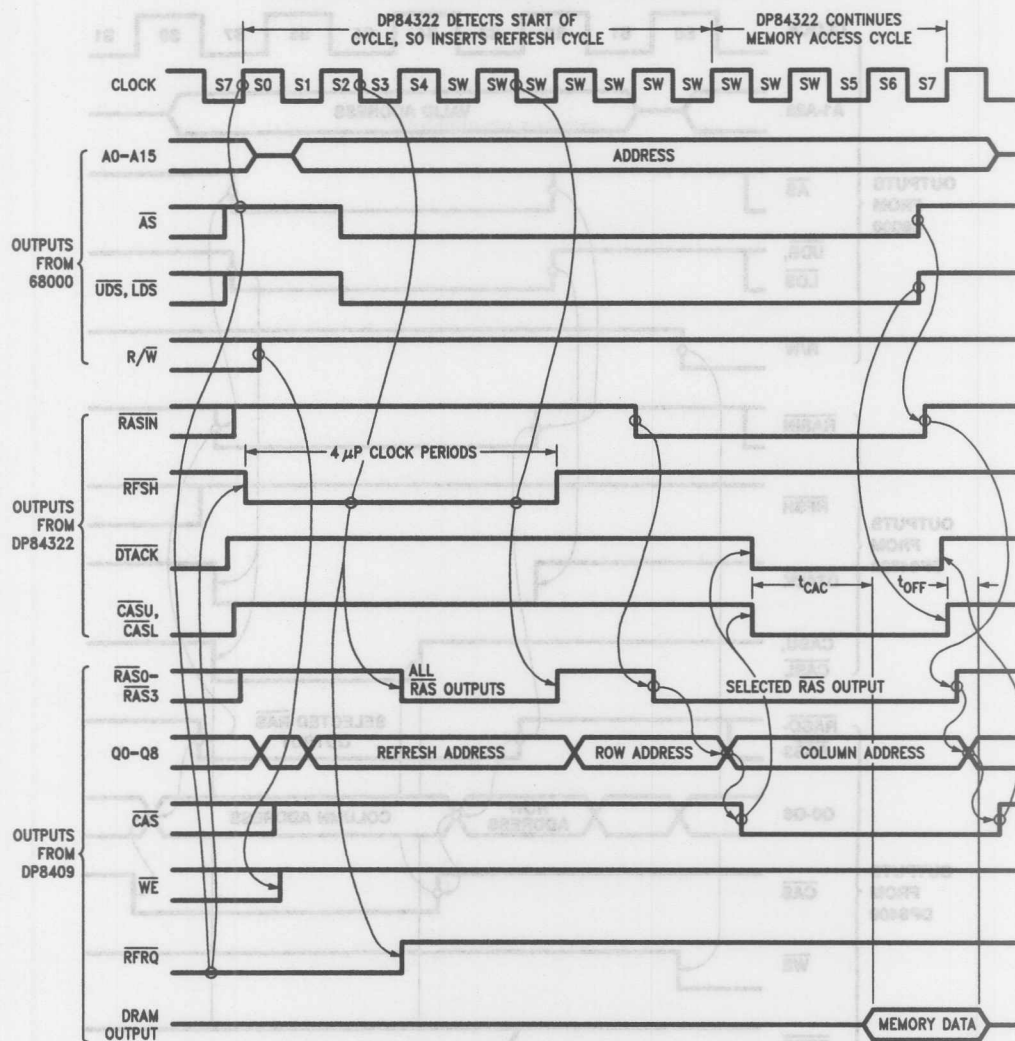 DP84322 DETECTS START OF
CYCLE, SO INSERTS REFRESH CYCLE
DP84322 CONTINUES
MEMORY ACCESS CYCLE
CLOCK
S7 S0 S1 S2 S3 S4 SW SW SW SW SW SW SW SW SW SW S5 S6 S7
A0-A15
ADDRESS
AS
OUTPUTS
FROM
68000
UDS, LDS
R/W
RASIN
4 μP CLOCK PERIODS
RFSH
OUTPUTS
FROM
DP84322
DTACK
tCAC
tOFF
CASU,
CASL
RAS0-
RAS3
ALL
RAS OUTPUTS
SELECTED RAS OUTPUT
Q0-Q8
REFRESH ADDRESS
ROW ADDRESS
COLUMN ADDRESS
CAS
OUTPUTS
FROM
DP8409
WE
RFRQ
DRAM
OUTPUT
MEMORY DATA